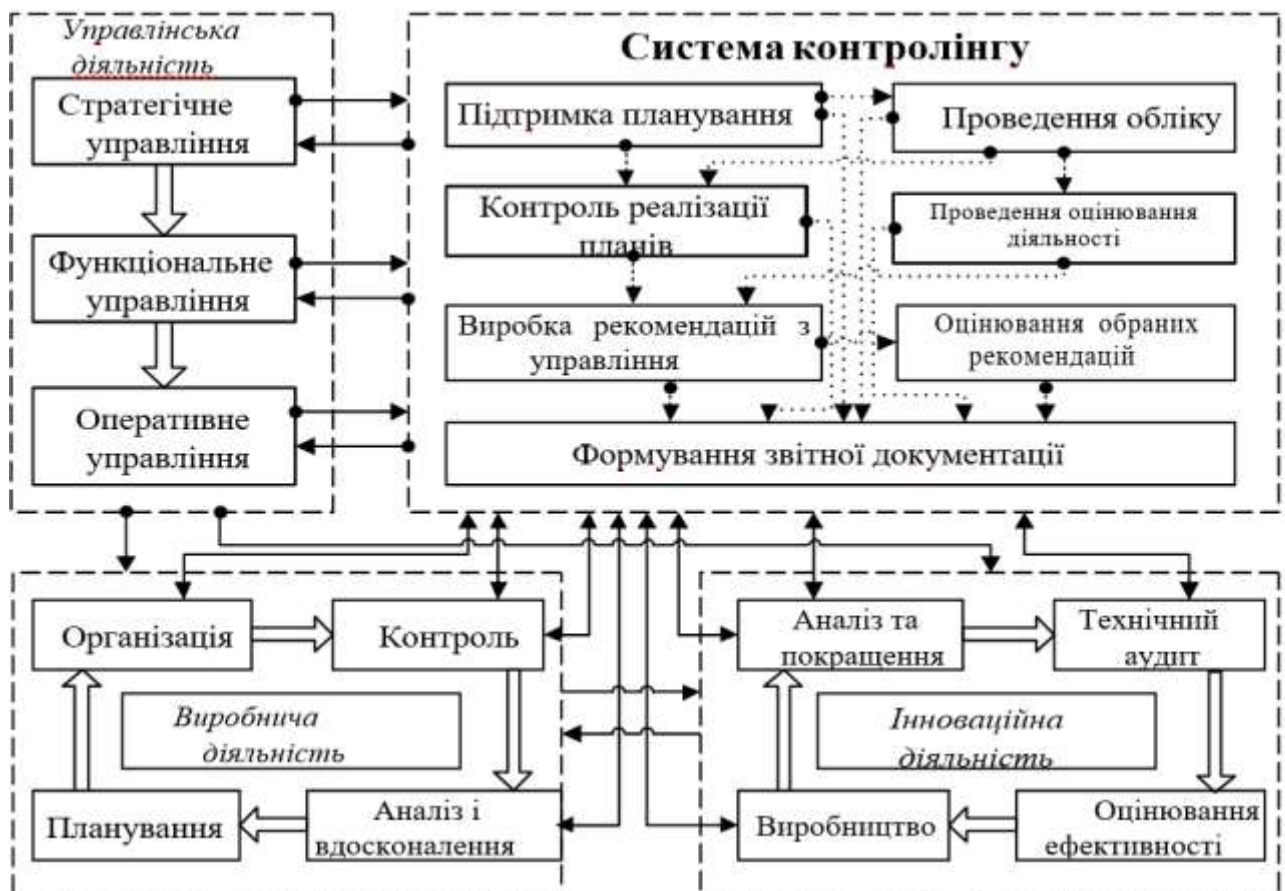 Управлінська
діяльність
Стратегічне
управління
Функціональне
управління
Оперативне
управління
Система контролінгу
Підтримка планування
Проведення обліку
Контроль реалізації
планів
Проведення оцінювання
діяльності
Виробка рекомендацій з
управління
Оцінювання обраних
рекомендацій
Формування звітної документації
Організація
Контроль
Виробнича
діяльність
Планування
Аналіз і
вдосконалення
Аналіз та
покращення
Технічний
аудит
Інноваційна
діяльність
Виробництво
Оцінювання
ефективності